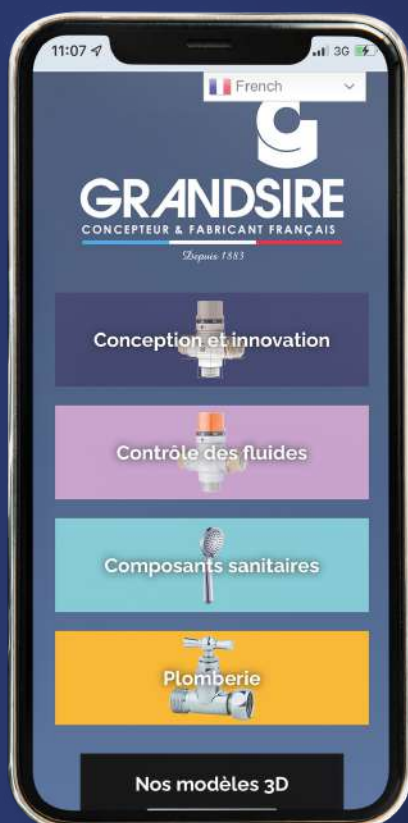 11:07
3G
French
GRANDSIRE
CONCEPTEUR & FABRICANT FRANÇAIS
Depuis 1883
Conception et innovation
Contrôle des fluides
Composants sanitaires
Plomberie
Nos modèles 3D